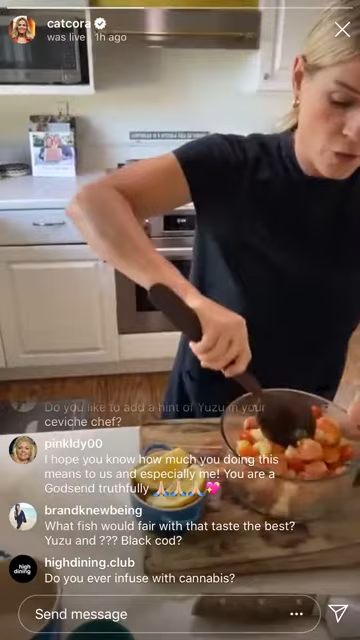 catcora
was live · 1h ago
Do you like to add a hint of Yuzu in your
ceviche chef?
pinkldy00
I hope you know how much you doing this
means to us and especially me! You are a
Godsend truthfully 🙏🏼🙏🏼🙏🏼💖
brandknewbeing
What fish would fair with that taste the best?
Yuzu and ??? Black cod?
high
dining
highdining.club
Do you ever infuse with cannabis?
Send message